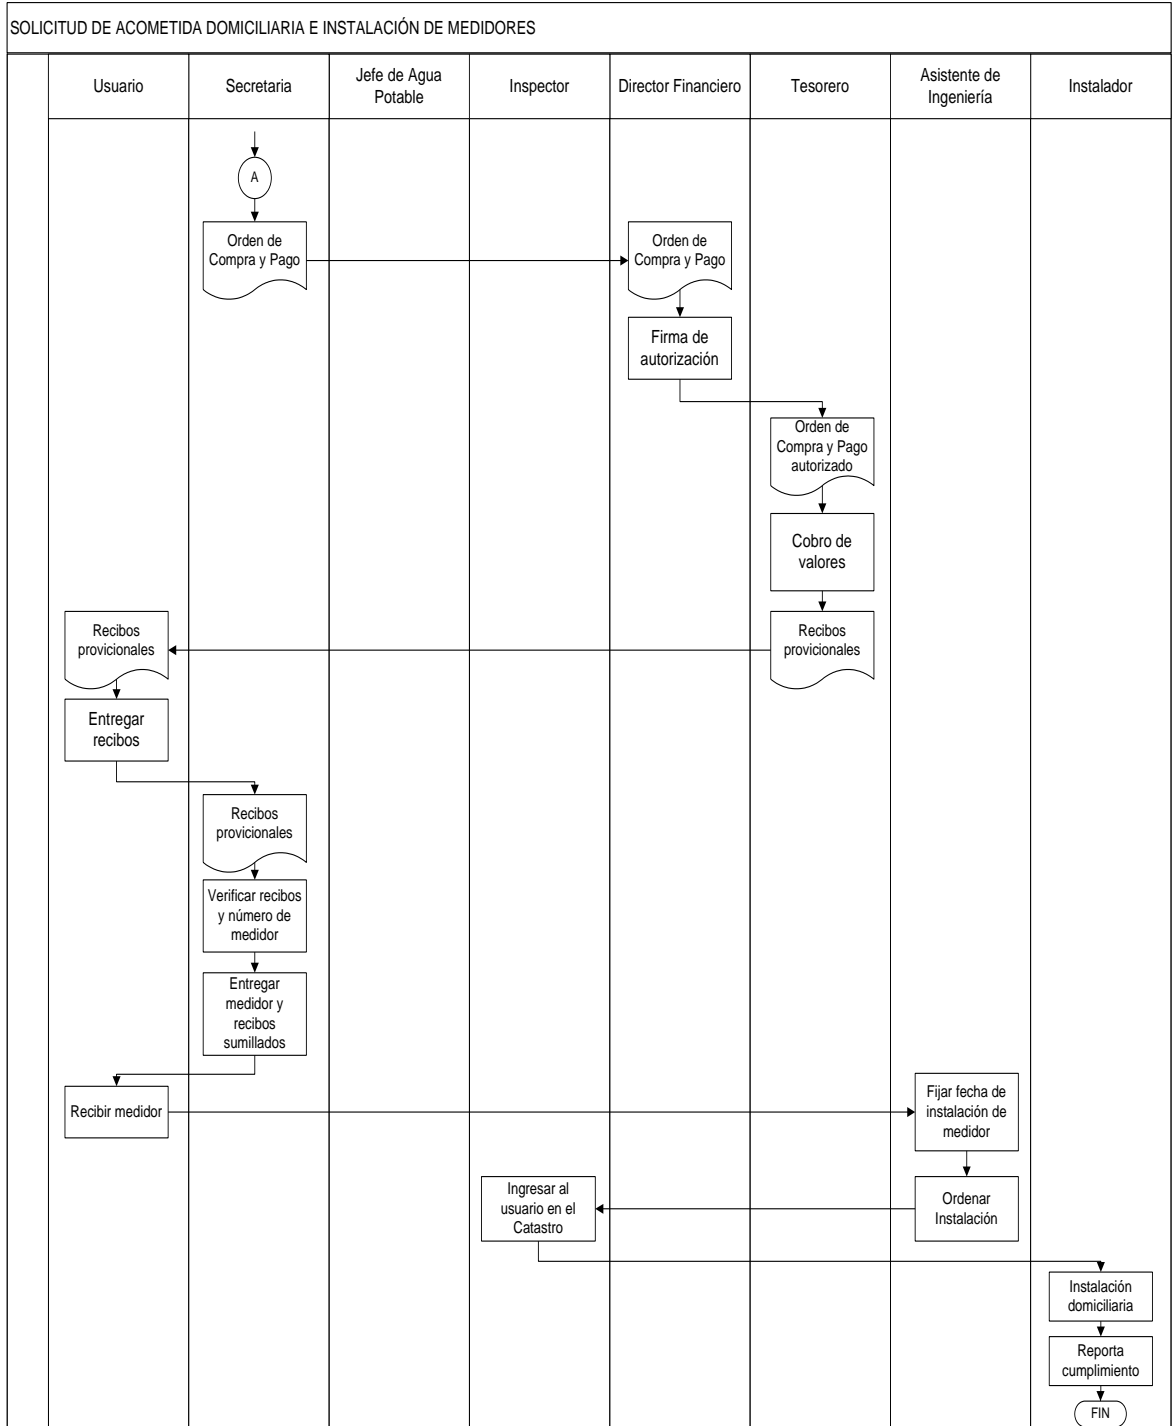 SOLICITUD DE ACOMETIDA DOMICILIARIA E INSTALACIÓN DE MEDIDORES
Usuario
Secretaria
Jefe de Agua
Potable
Inspector
Director Financiero
Tesorero
Asistente de
Ingeniería
Instalador
A
Orden de
Compra y Pago
Orden de
Compra y Pago
Firma de
autorización
Orden de
Compra y Pago
autorizado
Cobro de
valores
Recibos
provicionales
Recibos
provicionales
Entregar
recibos
Recibos
provicionales
Verificar recibos
y número de
medidor
Entregar
medidor y
recibos
sumillados
Recibir medidor
Fijar fecha de
instalación de
medidor
Ordenar
Instalación
Ingresar al
usuario en el
Catastro
Instalación
domiciliaria
Reporta
cumplimiento
FIN